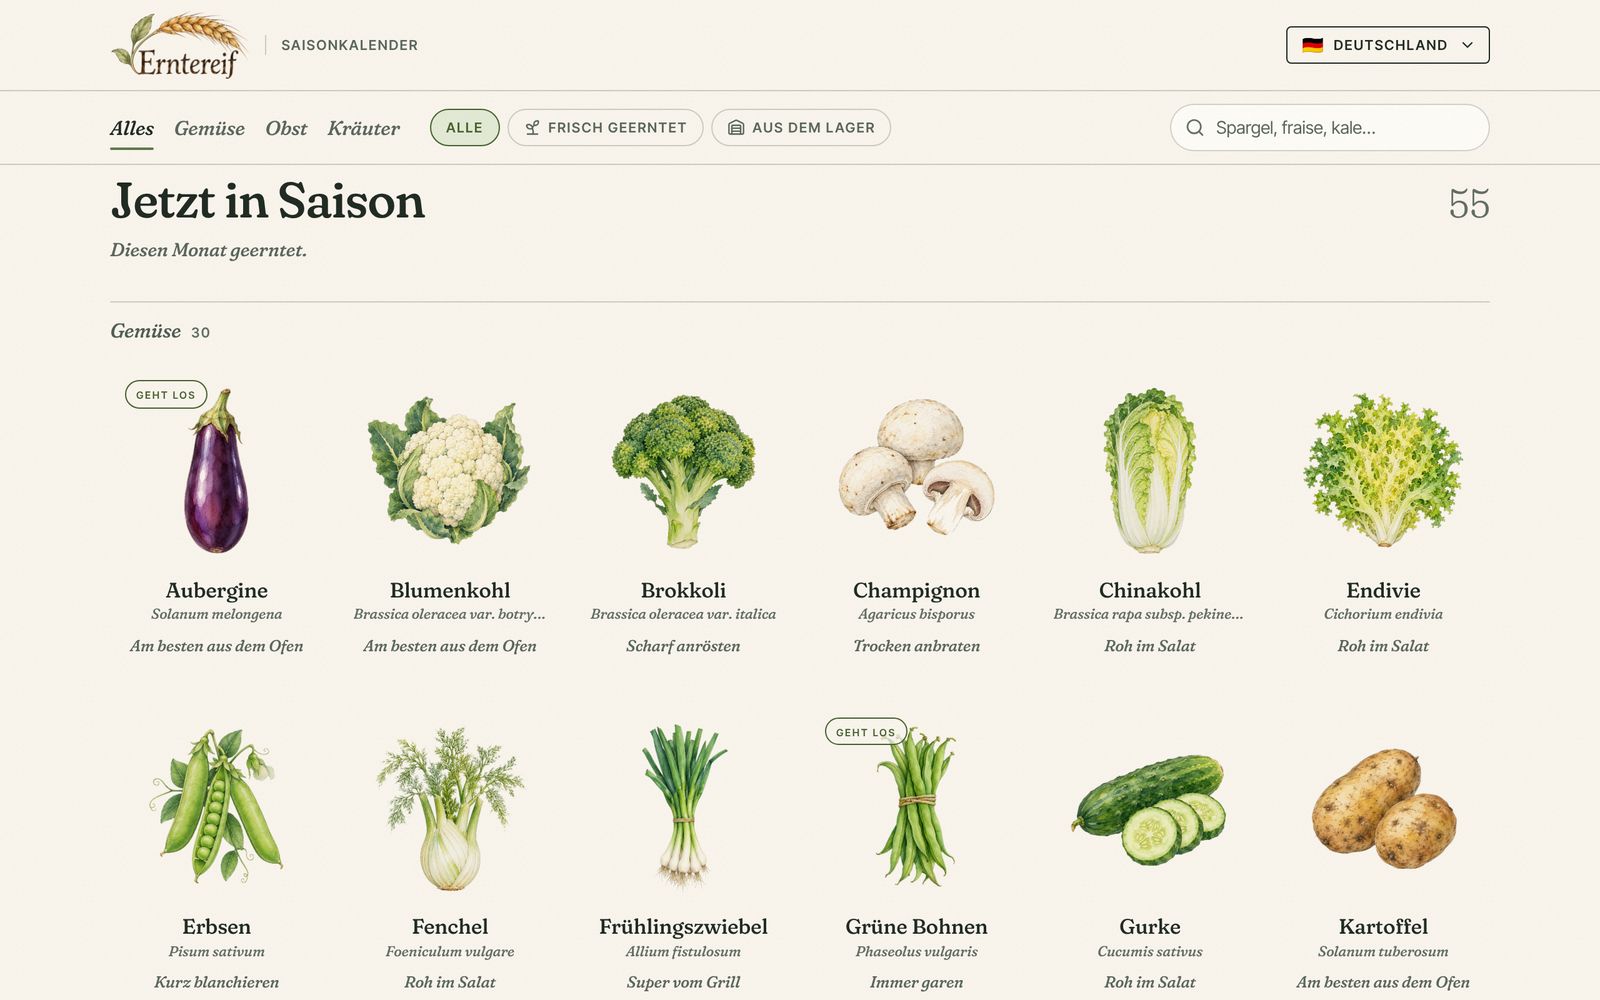 Erntereif
SAISONKALENDER
DEUTSCHLAND
Alles Gemüse Obst Kräuter
ALLE FRISCH GEERNTET AUS DEM LAGER
Spargel, fraise, kale...
Jetzt in Saison
55
Diesen Monat geerntet.
Gemüse 30
GEHT LOS
Aubergine
Solanum melongena
Am besten aus dem Ofen
Blumenkohl
Brassica oleracea var. botry...
Am besten aus dem Ofen
Brokkoli
Brassica oleracea var. italica
Scharf anrösten
Champignon
Agaricus bisporus
Trocken anbraten
Chinakohl
Brassica rapa subsp. pekine...
Roh im Salat
Endivie
Cichorium endivia
Roh im Salat
Erbsen
Pisum sativum
Kurz blanchieren
Fenchel
Foeniculum vulgare
Roh im Salat
Frühlingszwiebel
Allium fistulosum
Super vom Grill
GEHT LOS
Grüne Bohnen
Phaseolus vulgaris
Immer garen
Gurke
Cucumis sativus
Roh im Salat
Kartoffel
Solanum tuberosum
Am besten aus dem Ofen